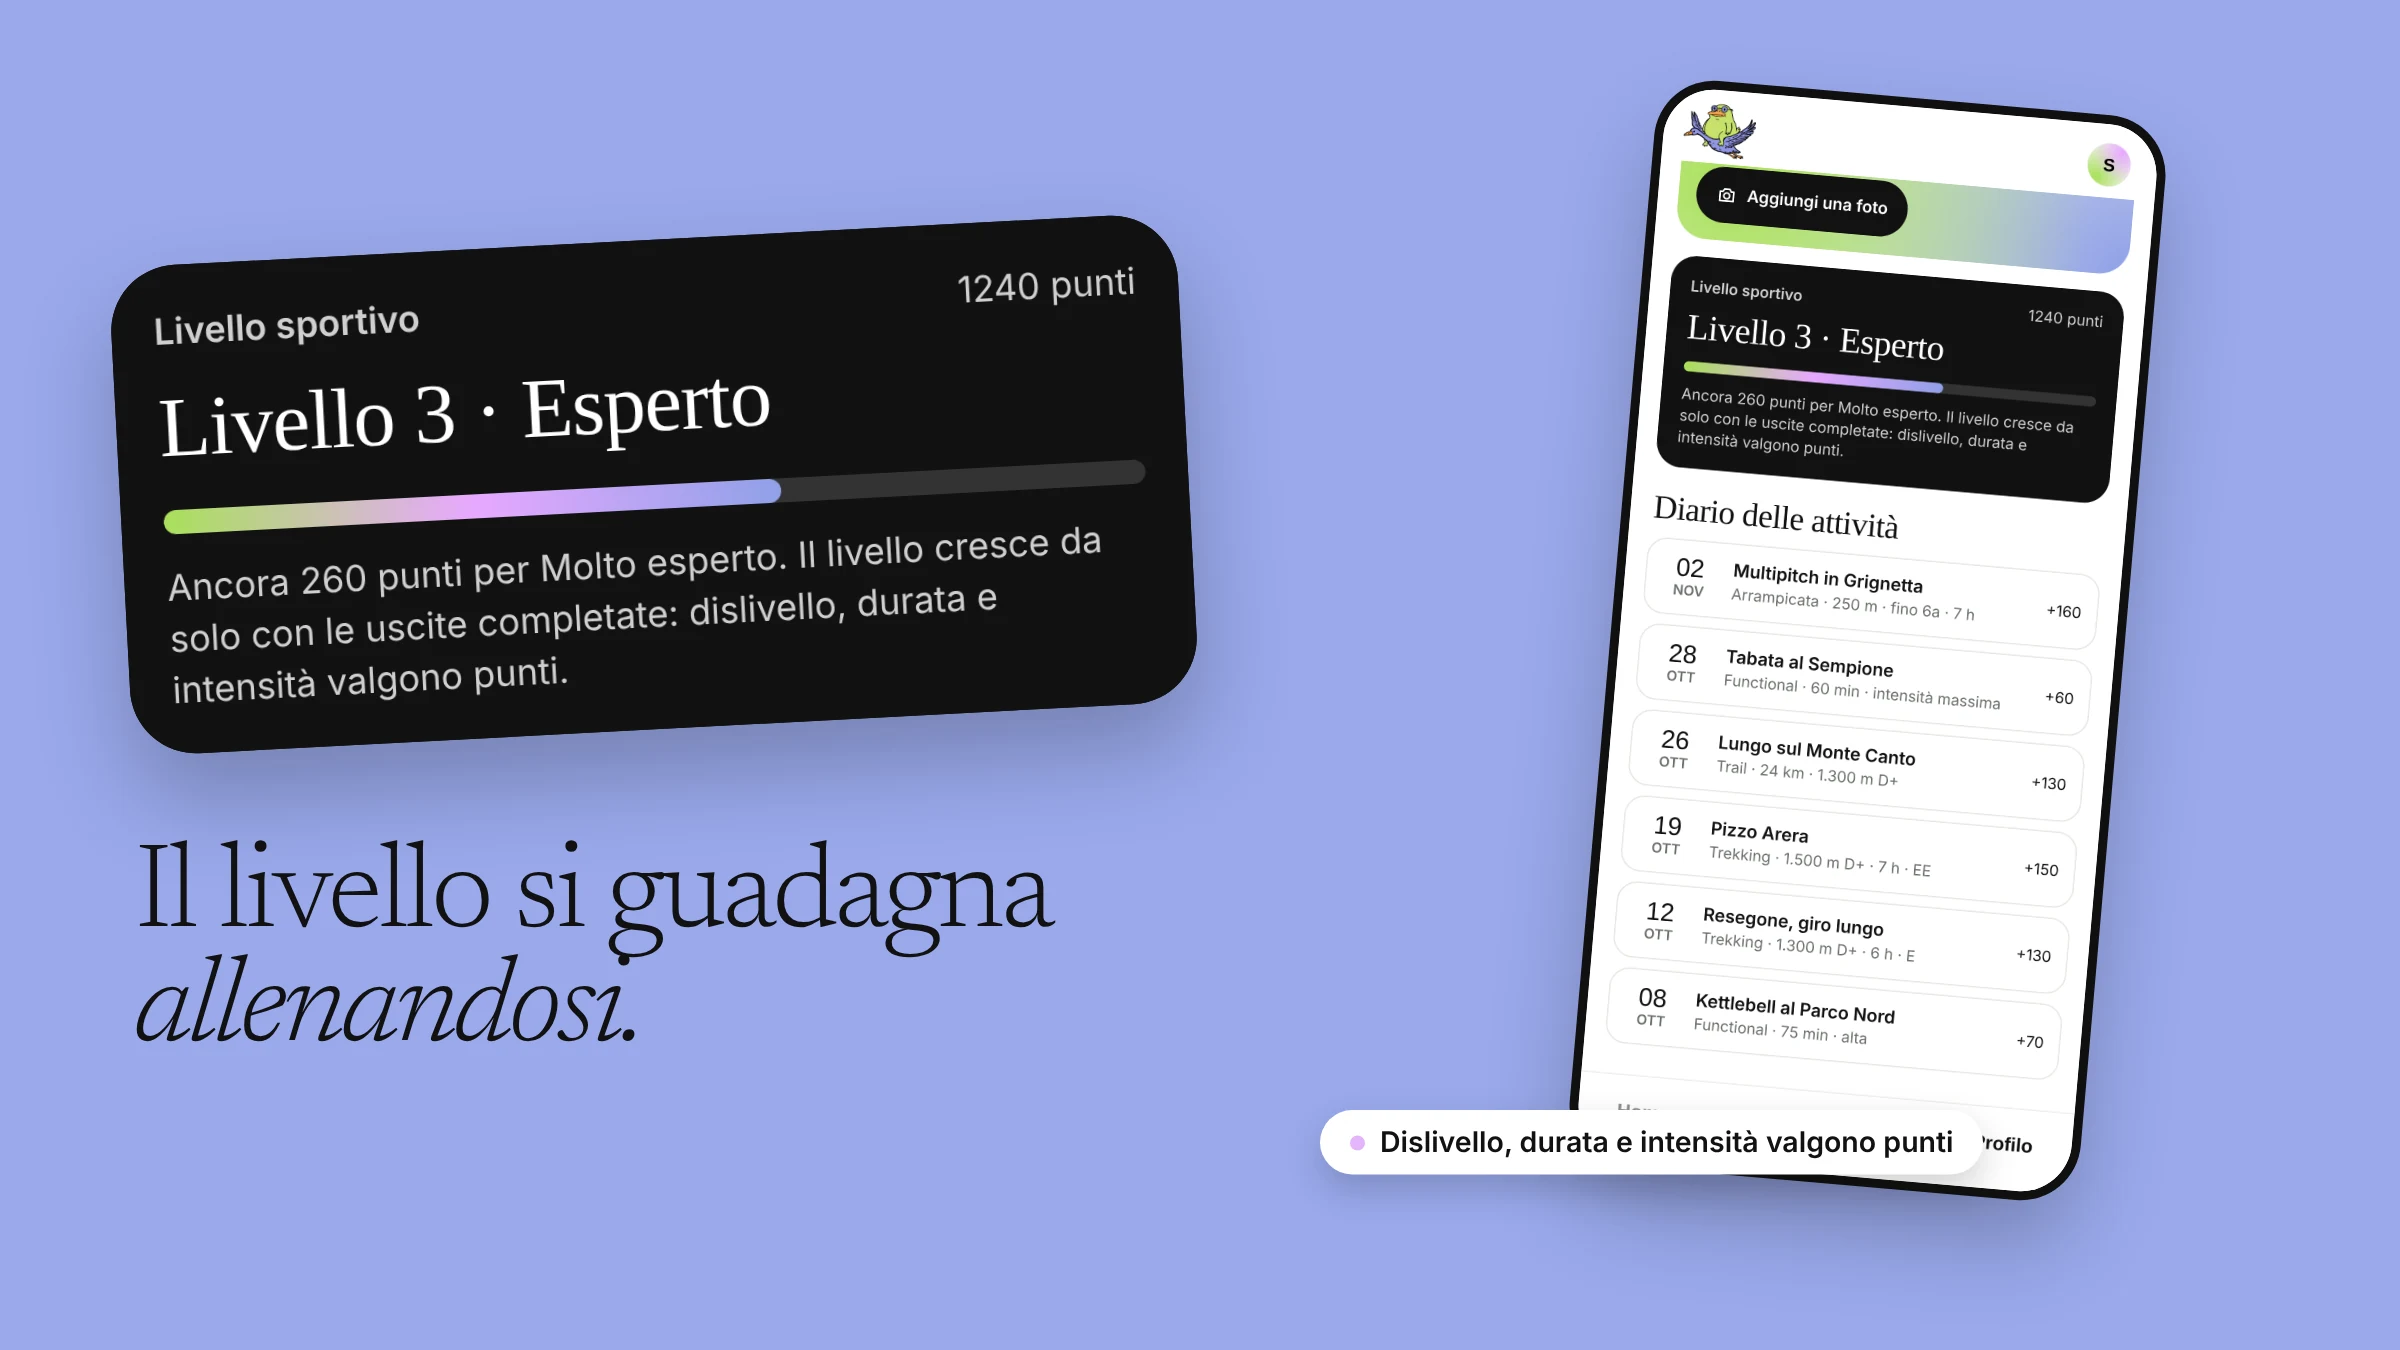 Livello sportivo
1240 punti
Livello 3 · Esperto
Ancora 260 punti per Molto esperto. Il livello cresce da
solo con le uscite completate: dislivello, durata e
intensità valgono punti.
Il livello si guadagna
allenandosi.
S
Aggiungi una foto
Livello sportivo
1240 punti
Livello 3 · Esperto
Ancora 260 punti per Molto esperto. Il livello cresce da
solo con le uscite completate: dislivello, durata e
intensità valgono punti.
Diario delle attività
02
NOV
Multipitch in Grignetta
Arrampicata · 250 m · fino 6a · 7 h
+160
28
OTT
Tabata al Sempione
Functional · 60 min · intensità massima
+60
26
OTT
Lungo sul Monte Canto
Trail · 24 km · 1.300 m D+
+130
19
OTT
Pizzo Arera
Trekking · 1.500 m D+ · 7 h · EE
+150
12
OTT
Resegone, giro lungo
Trekking · 1.300 m D+ · 6 h · E
+130
08
OTT
Kettlebell al Parco Nord
Functional · 75 min · alta
+70
Profilo
Dislivello, durata e intensità valgono punti